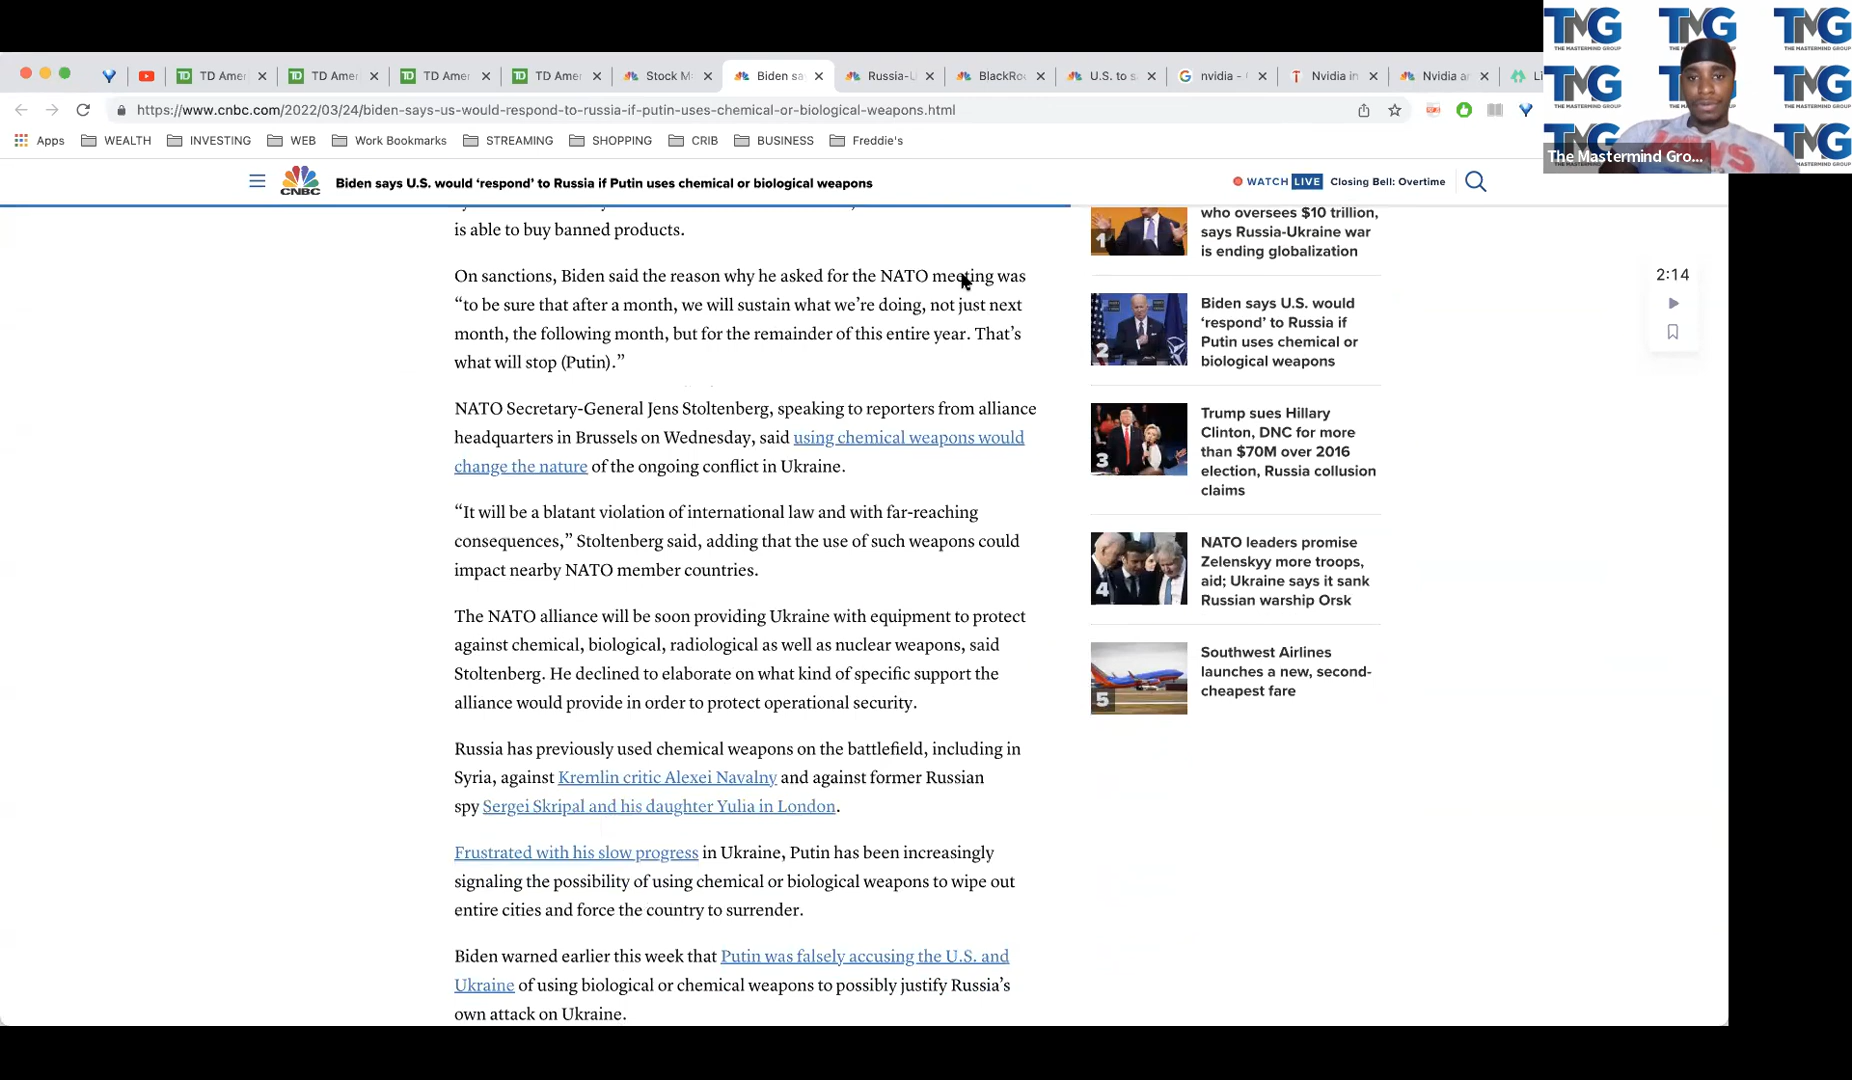 TMG TMG TMG
THE MASTERMIND GROUP
TD Amer
TD Amer
TD Amer
TD Amer
Stock M
Biden sa
Russia-U
BlackRo
U.S. to s
nvidia -
Nvidia in
Nvidia a
https://www.cnbc.com/2022/03/24/biden-says-us-would-respond-to-russia-if-putin-uses-chemical-or-biological-weapons.html
Apps WEALTH INVESTING WEB Work Bookmarks STREAMING SHOPPING CRIB BUSINESS Freddie's
The Mastermind Gro...
CNBC
Biden says U.S. would ‘respond’ to Russia if Putin uses chemical or biological weapons
WATCH LIVE Closing Bell: Overtime
is able to buy banned products.
On sanctions, Biden said the reason why he asked for the NATO meeting was
“to be sure that after a month, we will sustain what we’re doing, not just next
month, the following month, but for the remainder of this entire year. That’s
what will stop (Putin).”
NATO Secretary-General Jens Stoltenberg, speaking to reporters from alliance
headquarters in Brussels on Wednesday, said using chemical weapons would
change the nature of the ongoing conflict in Ukraine.
“It will be a blatant violation of international law and with far-reaching
consequences,” Stoltenberg said, adding that the use of such weapons could
impact nearby NATO member countries.
The NATO alliance will be soon providing Ukraine with equipment to protect
against chemical, biological, radiological as well as nuclear weapons, said
Stoltenberg. He declined to elaborate on what kind of specific support the
alliance would provide in order to protect operational security.
Russia has previously used chemical weapons on the battlefield, including in
Syria, against Kremlin critic Alexei Navalny and against former Russian
spy Sergei Skripal and his daughter Yulia in London.
Frustrated with his slow progress in Ukraine, Putin has been increasingly
signaling the possibility of using chemical or biological weapons to wipe out
entire cities and force the country to surrender.
Biden warned earlier this week that Putin was falsely accusing the U.S. and
Ukraine of using biological or chemical weapons to possibly justify Russia’s
own attack on Ukraine.
1
who oversees $10 trillion,
says Russia-Ukraine war
is ending globalization
2
Biden says U.S. would
‘respond’ to Russia if
Putin uses chemical or
biological weapons
3
Trump sues Hillary
Clinton, DNC for more
than $70M over 2016
election, Russia collusion
claims
4
NATO leaders promise
Zelenskyy more troops,
aid; Ukraine says it sank
Russian warship Orsk
5
Southwest Airlines
launches a new, second-
cheapest fare
2:14